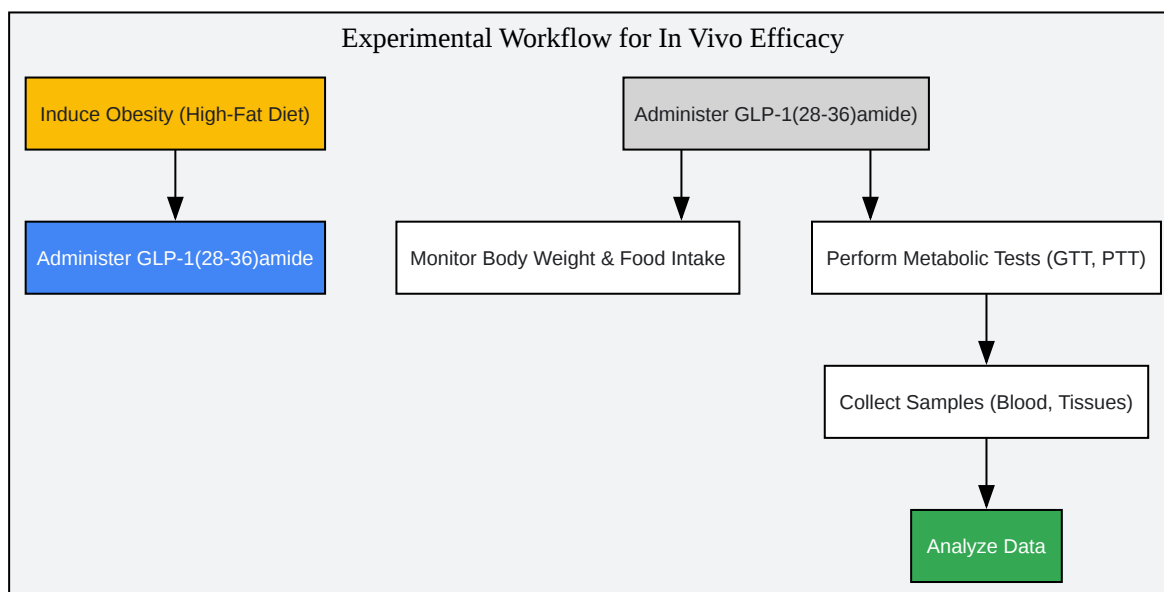 Experimental Workflow for In Vivo Efficacy
Induce Obesity (High-Fat Diet)
Administer GLP-1(28-36)amide)
Administer GLP-1(28-36)amide
Monitor Body Weight & Food Intake
Perform Metabolic Tests (GTT, PTT)
Collect Samples (Blood, Tissues)
Analyze Data